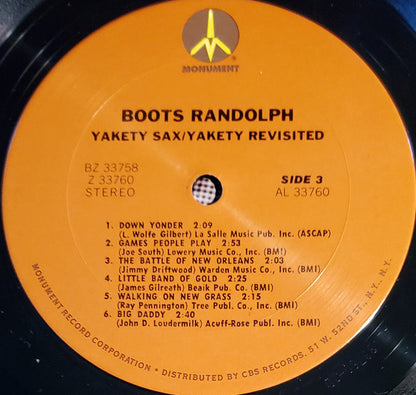 MONUMENT
BOOTS RANDOLPH
YAKETY SAX/YAKETY REVISITED
BZ 33758
Z 33760
STEREO
SIDE 3
AL 33760
1. DOWN YONDER 2:09
(L. Wolfe Gilbert) La Salle Music Pub. Inc. (ASCAP)
2. GAMES PEOPLE PLAY 2:53
(Joe South) Lowery Music Co., Inc. (BMI)
3. THE BATTLE OF NEW ORLEANS 2:03
(Jimmy Driftwood) Warden Music Co., Inc. (BMI)
4. LITTLE BAND OF GOLD 2:25
(James Gilreath) Beaik Pub. Co. (BMI)
5. WALKING ON NEW GRASS 2:15
(Ray Pennington) Tree Publ. Co., Inc. (BMI)
6. BIG DADDY 2:40
(John D. Loudermilk) Acuff-Rose Publ. Inc. (BMI)
MONUMENT RECORD CORPORATION • DISTRIBUTED BY CBS RECORDS, 51 W. 52ND ST., N.Y., N.Y.